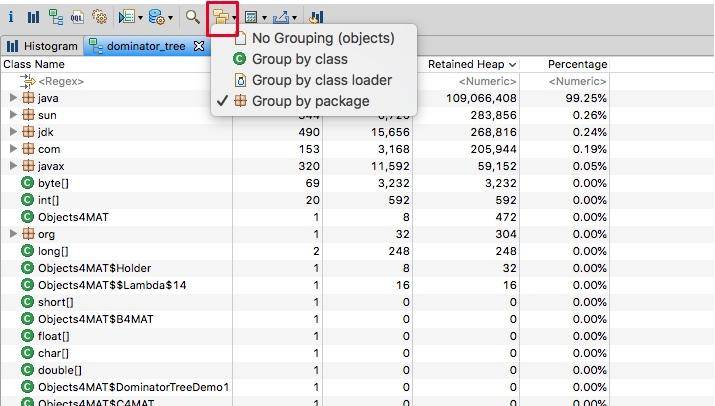 i OQL
Histogram dominator_tree
No Grouping (objects)
Group by class
Group by class loader
Group by package
Class Name Retained Heap Percentage
<Regex> <Numeric> <Numeric>
java 109,066,408 99.25%
sun 283,856 0.26%
jdk 490 15,656 268,816 0.24%
com 153 3,168 205,944 0.19%
javax 320 11,592 59,152 0.05%
byte[] 69 3,232 3,232 0.00%
int[] 20 592 592 0.00%
Objects4MAT 1 8 472 0.00%
org 1 32 304 0.00%
long[] 2 248 248 0.00%
Objects4MAT$Holder 1 8 32 0.00%
Objects4MAT$$Lambda$14 1 16 16 0.00%
short[] 1 0 0 0.00%
Objects4MAT$B4MAT 1 0 0 0.00%
float[] 1 0 0 0.00%
char[] 1 0 0 0.00%
double[] 1 0 0 0.00%
Objects4MAT$DominatorTreeDemo1 1 0 0 0.00%
Objects4MAT$C4MAT 1 0 0 0.00%